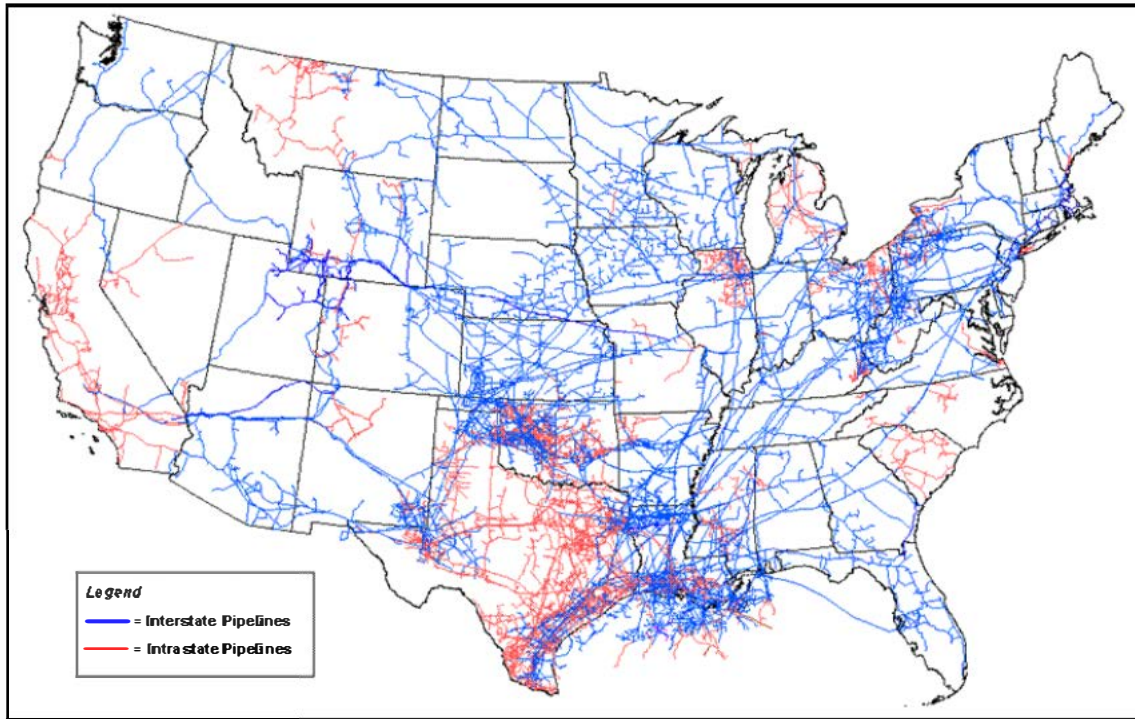 Legend
= Interstate Pipelines
= Intrastate Pipelines